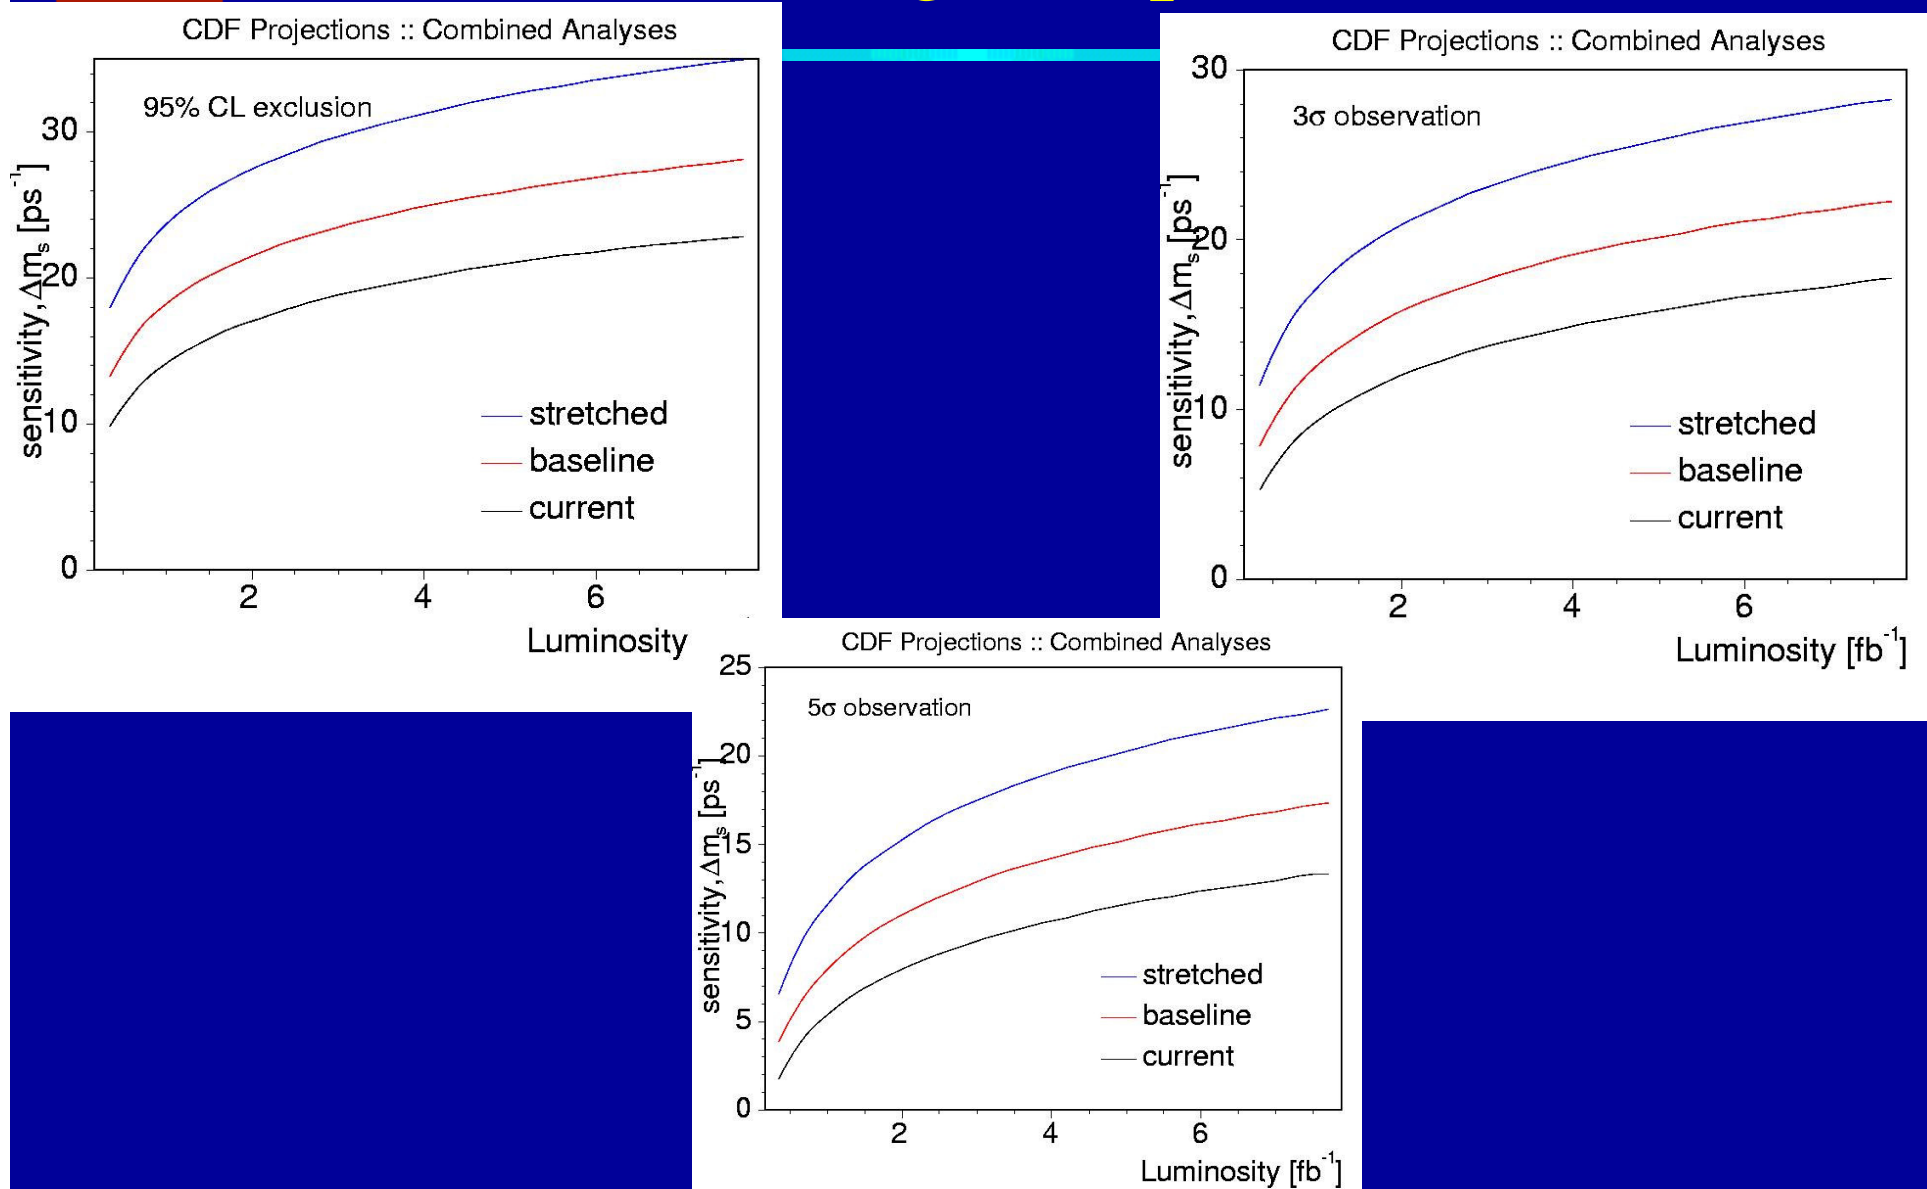 CDF Projections :: Combined Analyses
95% CL exclusion
30
20
10
0
sensitivity, Δmₛ [ps⁻¹]
stretched
baseline
current
2 4 6
Luminosity
CDF Projections :: Combined Analyses
3σ observation
30
20
10
0
sensitivity, Δmₛ [ps⁻¹]
stretched
baseline
current
2 4 6
Luminosity [fb⁻¹]
CDF Projections :: Combined Analyses
5σ observation
25
20
15
10
5
0
sensitivity, Δmₛ [ps⁻¹]
stretched
baseline
current
2 4 6
Luminosity [fb⁻¹]